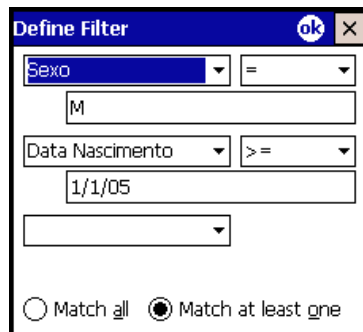 Define Filter ok
Sexo =
M
Data Nascimento >=
1/1/05
Match all Match at least one